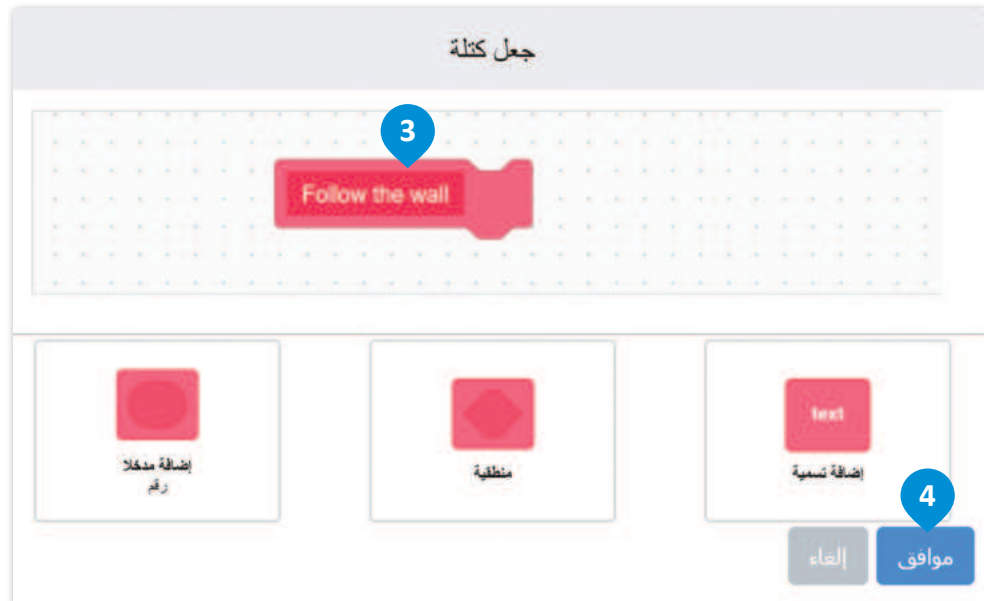 جعل كتلة
3
Follow the wall
text
إضافة تسمية
منطقية
إضافة مدخلا
رقم
4
موافق
إلغاء